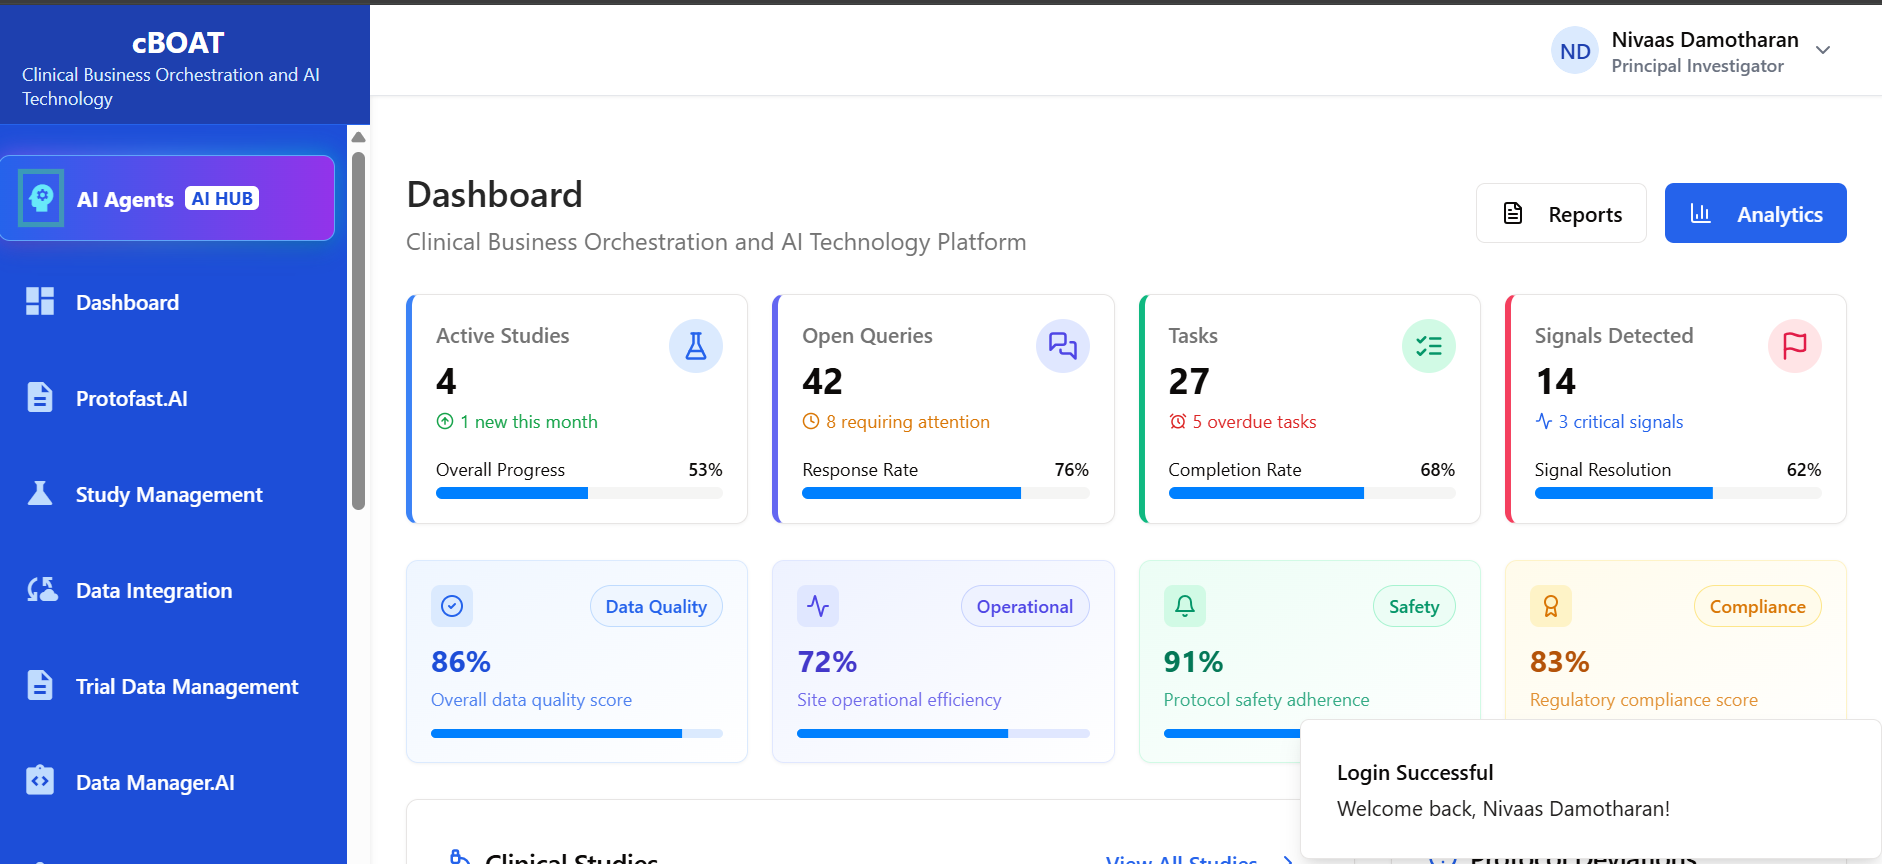 cBOAT
Clinical Business Orchestration and AI
Technology
AI Agents AI HUB
Dashboard
Protofast.AI
Study Management
Data Integration
Trial Data Management
Data Manager.AI
ND
Nivaas Damotharan
Principal Investigator
Dashboard
Clinical Business Orchestration and AI Technology Platform
Reports
Analytics
Active Studies
4
1 new this month
Overall Progress 53%
Open Queries
42
8 requiring attention
Response Rate 76%
Tasks
27
5 overdue tasks
Completion Rate 68%
Signals Detected
14
3 critical signals
Signal Resolution 62%
Data Quality
86%
Overall data quality score
Operational
72%
Site operational efficiency
Safety
91%
Protocol safety adherence
Compliance
83%
Regulatory compliance score
Clinical Studies
View All Studies
Protocol Deviations
Login Successful
Welcome back, Nivaas Damotharan!